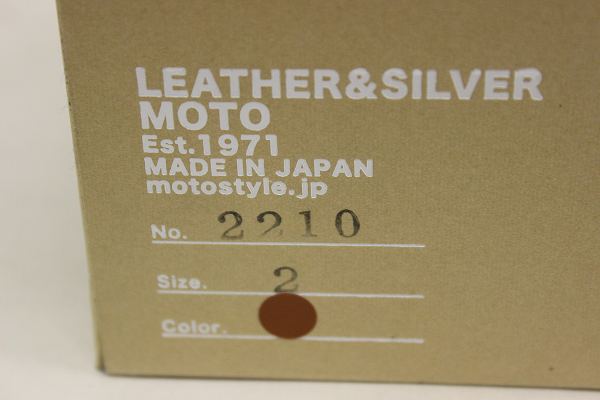 LEATHER&SILVER
MOTO
Est.1971
MADE IN JAPAN
motostyle.jp
No. 2210
Size. 2
Color.